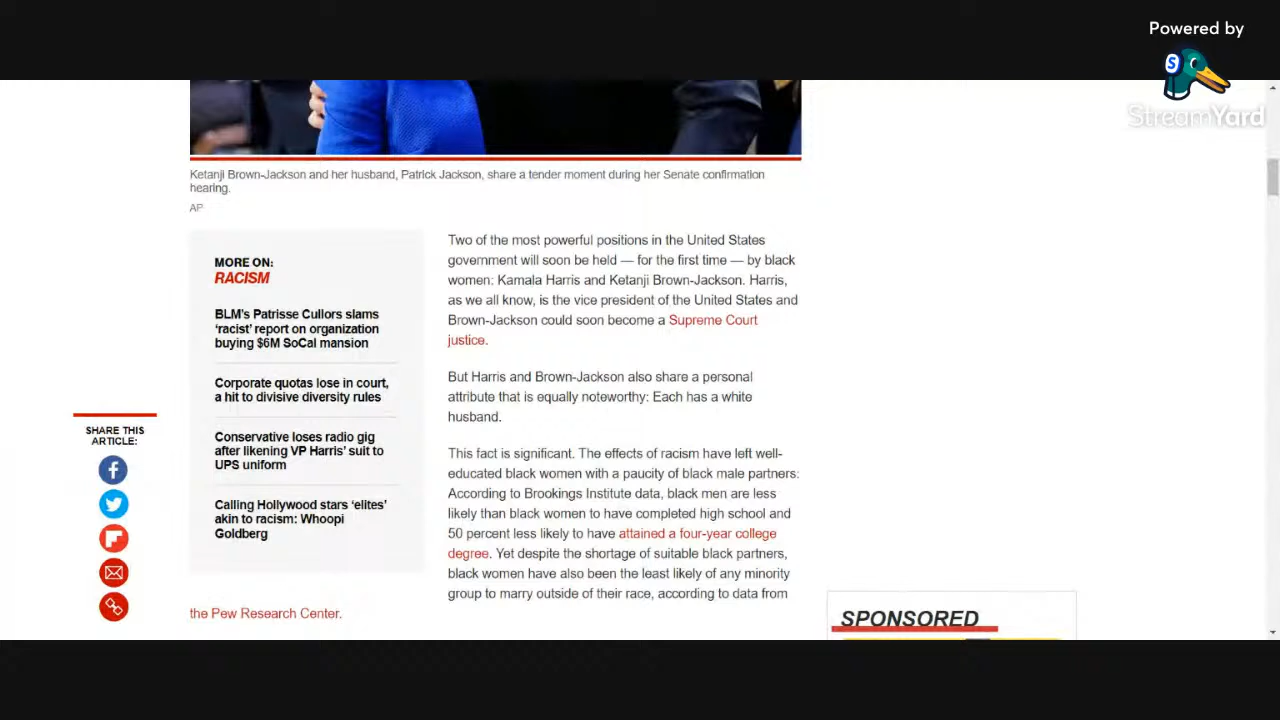 Powered by
StreamYard
Ketanji Brown-Jackson and her husband, Patrick Jackson, share a tender moment during her Senate confirmation
hearing.
AP
MORE ON:
RACISM
BLM's Patrisse Cullors slams
'racist' report on organization
buying $6M SoCal mansion
Corporate quotas lose in court,
a hit to divisive diversity rules
Conservative loses radio gig
after likening VP Harris' suit to
UPS uniform
Calling Hollywood stars 'elites'
akin to racism: Whoopi
Goldberg
SHARE THIS
ARTICLE:
Two of the most powerful positions in the United States
government will soon be held — for the first time — by black
women: Kamala Harris and Ketanji Brown-Jackson. Harris,
as we all know, is the vice president of the United States and
Brown-Jackson could soon become a Supreme Court
justice.
But Harris and Brown-Jackson also share a personal
attribute that is equally noteworthy: Each has a white
husband.
This fact is significant. The effects of racism have left well-
educated black women with a paucity of black male partners:
According to Brookings Institute data, black men are less
likely than black women to have completed high school and
50 percent less likely to have attained a four-year college
degree. Yet despite the shortage of suitable black partners,
black women have also been the least likely of any minority
group to marry outside of their race, according to data from
the Pew Research Center.
SPONSORED